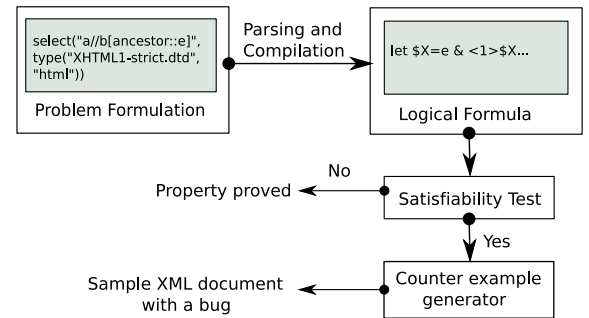 select("a//b[ancestor::e]",
type("XHTML1-strict.dtd",
"html"))
Problem Formulation
Parsing and
Compilation
let $X=e & <1>$X...
Logical Formula
Satisfiability Test
No
Property proved
Yes
Counter example
generator
Sample XML document
with a bug